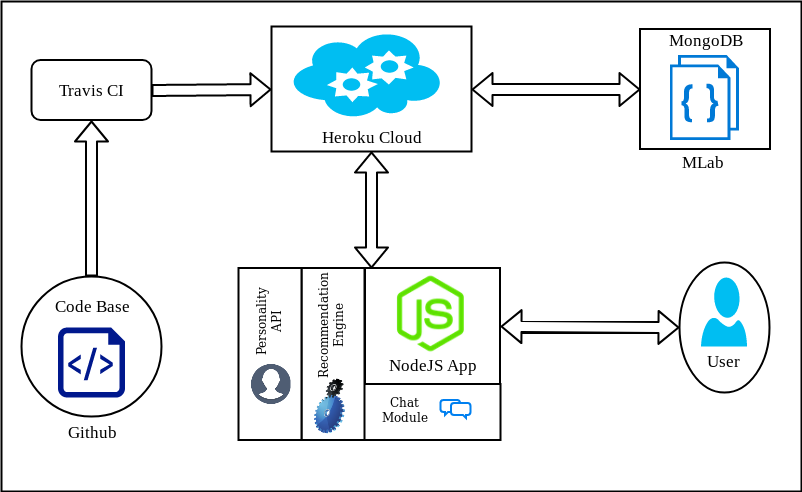 MongoDB
Travis CI
{ }
Heroku Cloud
MLab
Code Base
</>
Github
Personality
API
Recommendation
Engine
JS
NodeJS App
Chat
Module
User